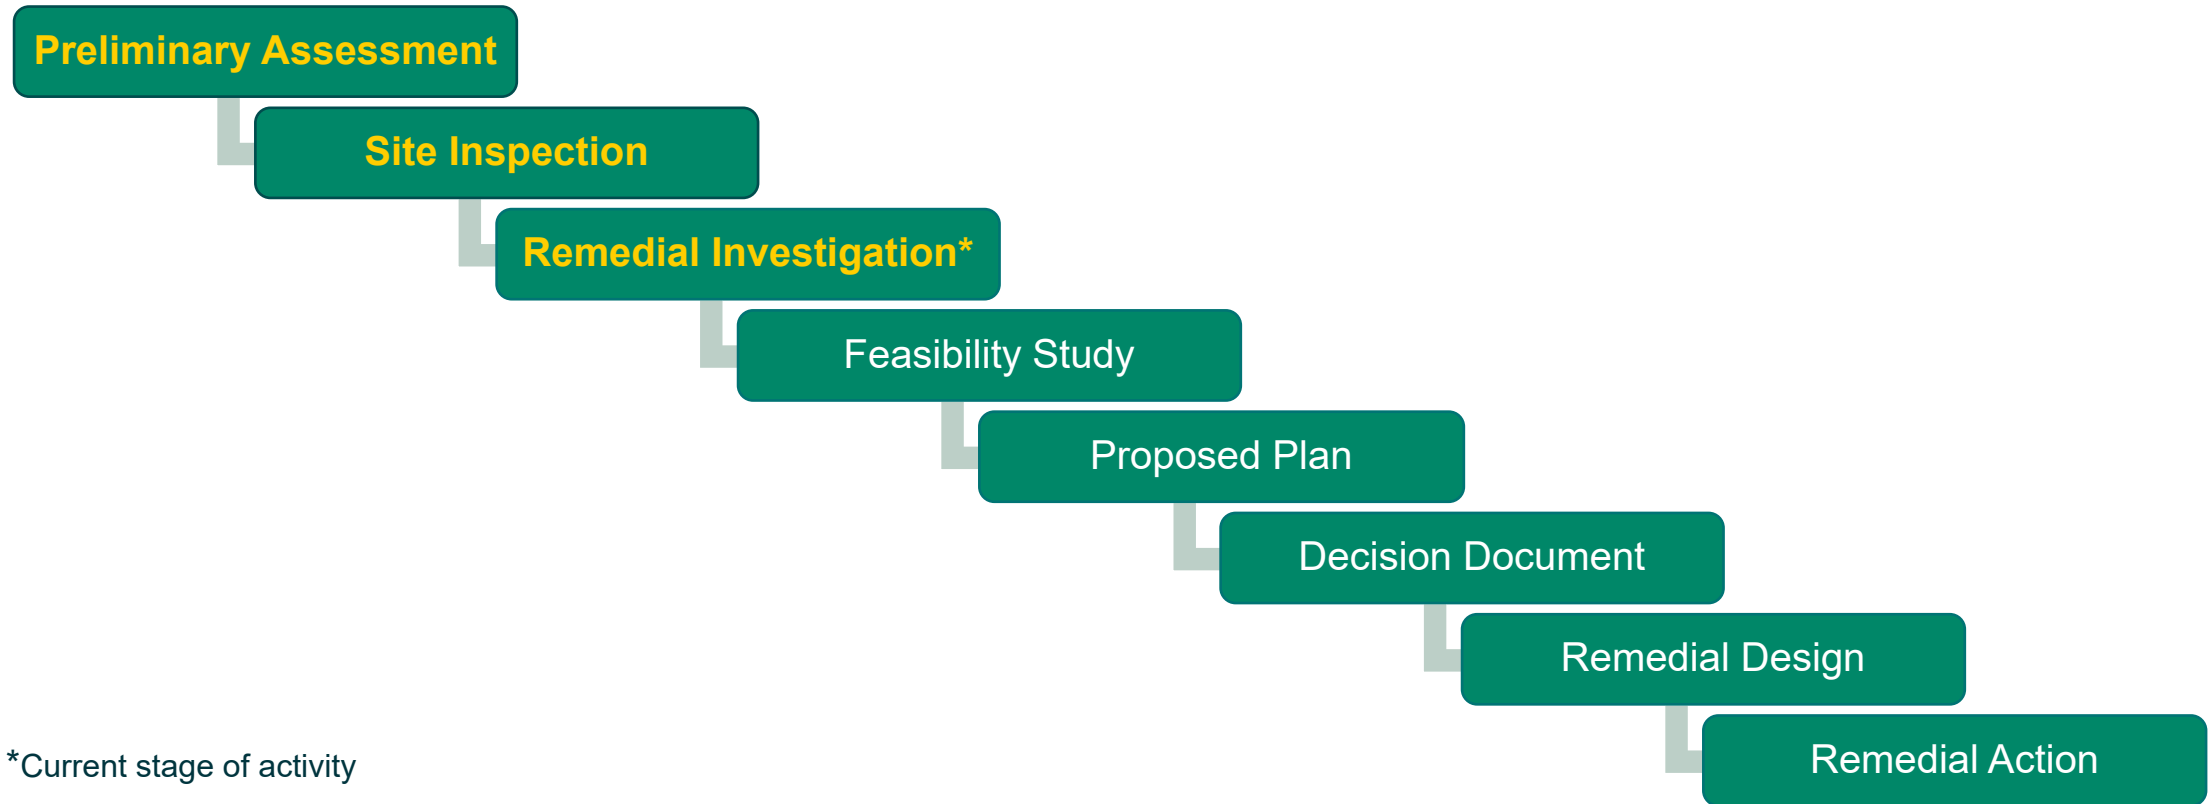 Preliminary Assessment
Site Inspection
Remedial Investigation*
Feasibility Study
Proposed Plan
Decision Document
Remedial Design
Remedial Action
*Current stage of activity